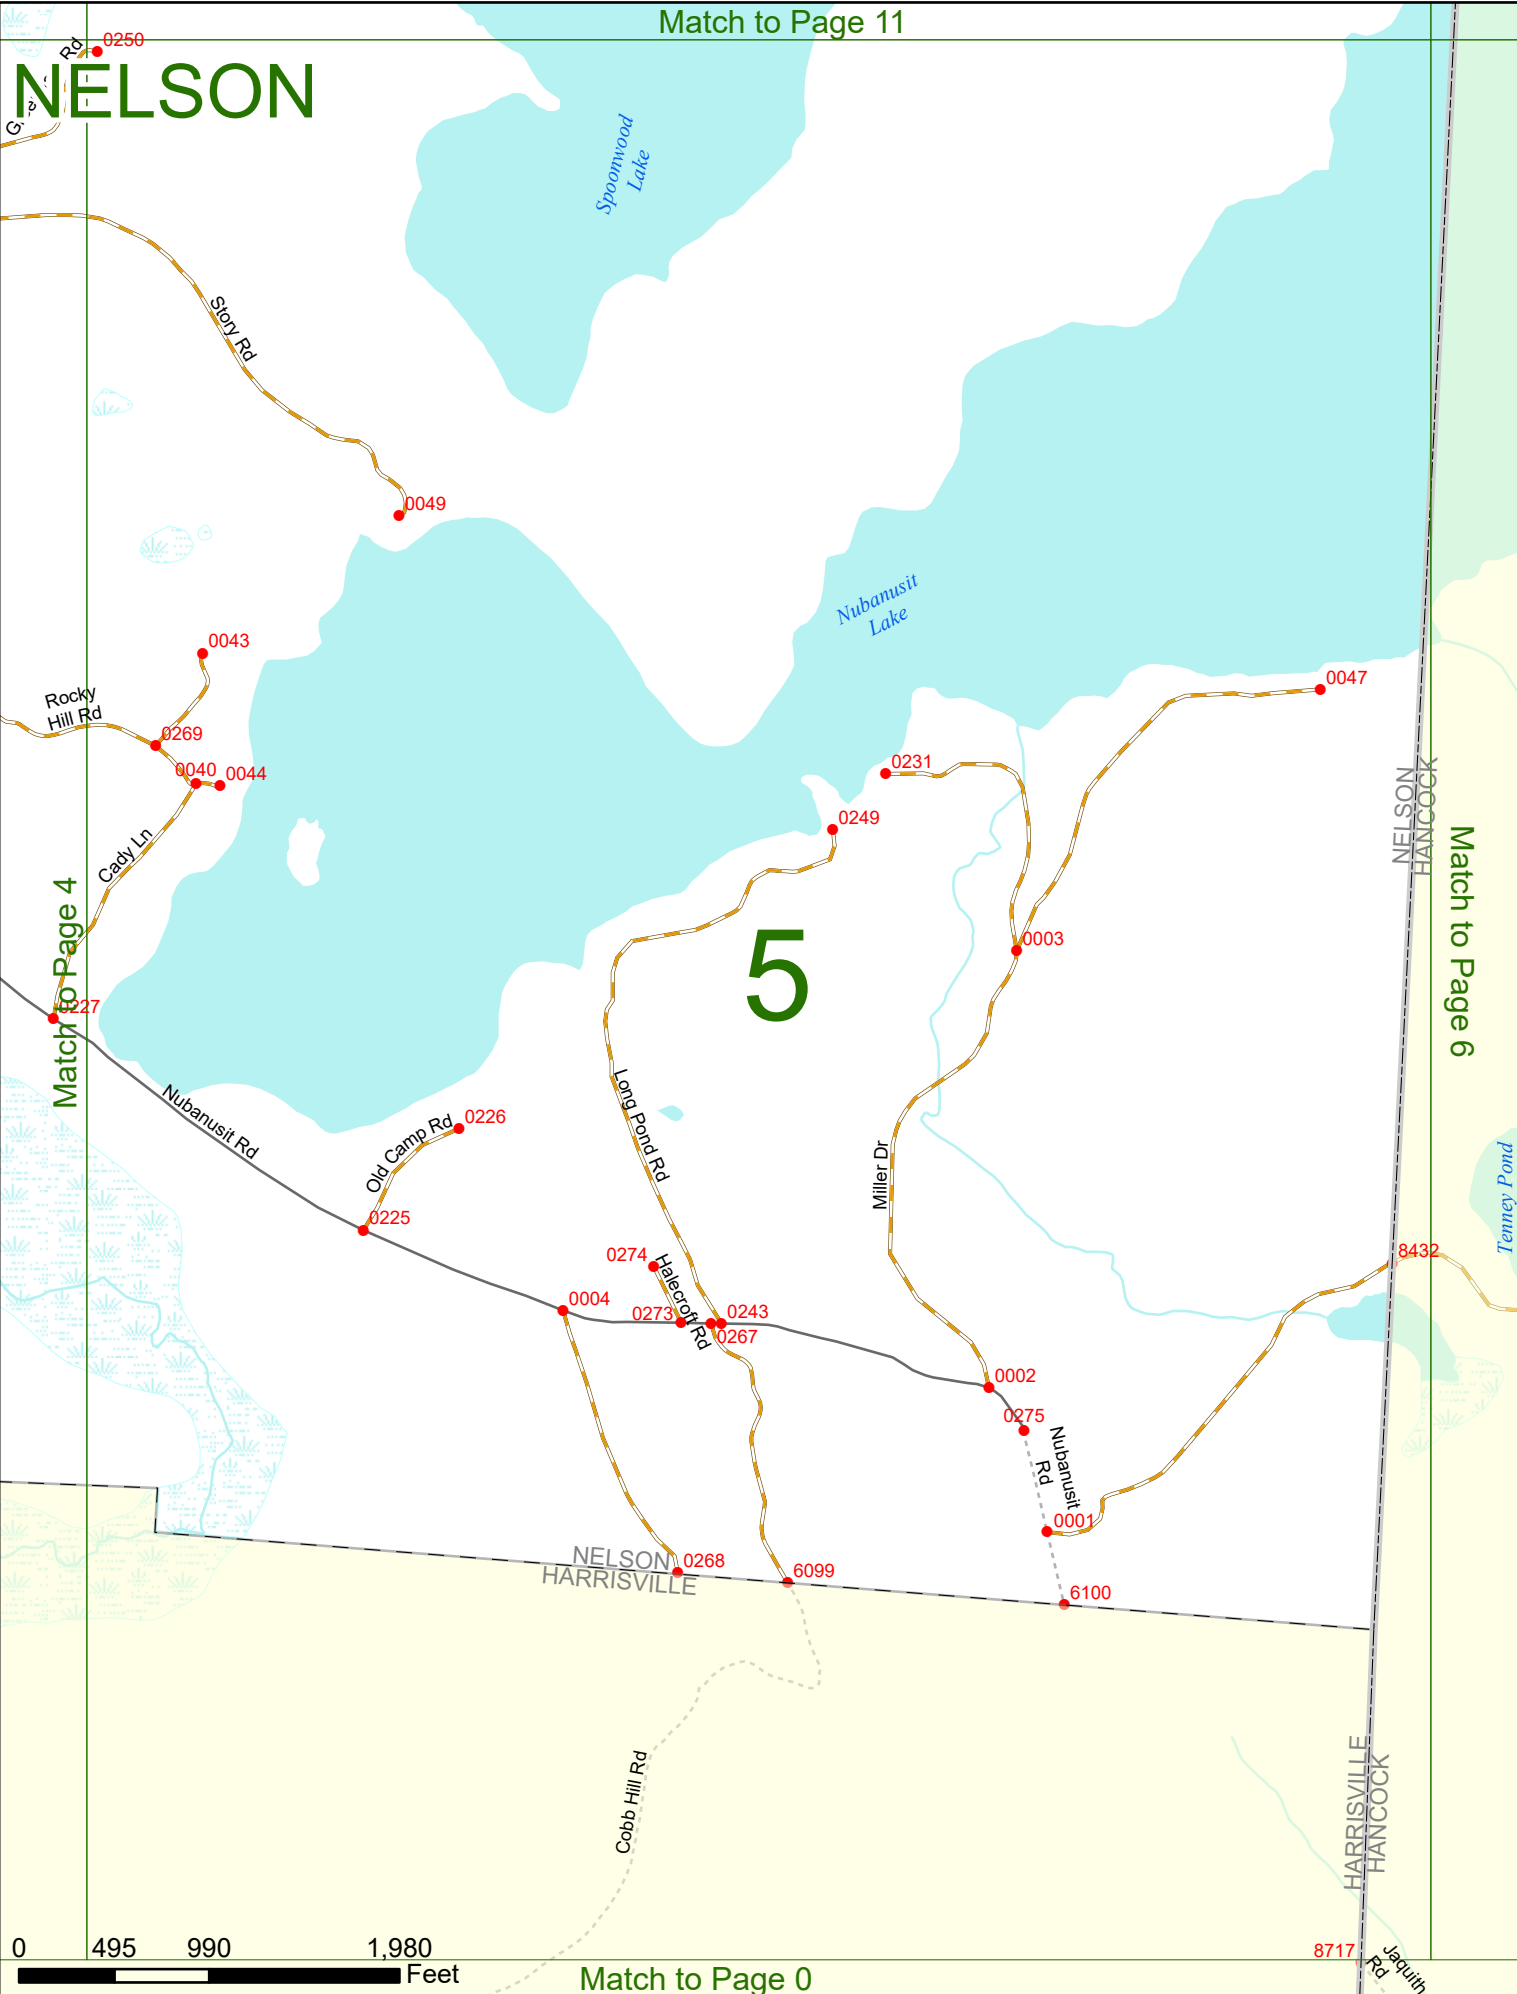 Match to Page 11
Rd
0250
NELSON
Spoonwood
Lake
Story Rd
0049
Nubanusit
Lake
0043
Rocky
Hill Rd
0269
0040
0044
0047
0231
0249
NELSON
HANCOCK
Cady Ln
Match to Page 4
Match to Page 6
5
0003
0227
Nubanusit Rd
Old Camp Rd
0226
Long Pond Rd
Miller Dr
Tenney Pond
0225
0274
Halecroft Rd
8432
0004
0273
0243
0267
0002
0275
Nubanusit
Rd
0001
NELSON
HARRISVILLE
0268
6099
6100
Cobb Hill Rd
HARRISVILLE
HANCOCK
8717
Jaquith
Rd
0 495 990 1,980
Feet
Match to Page 0